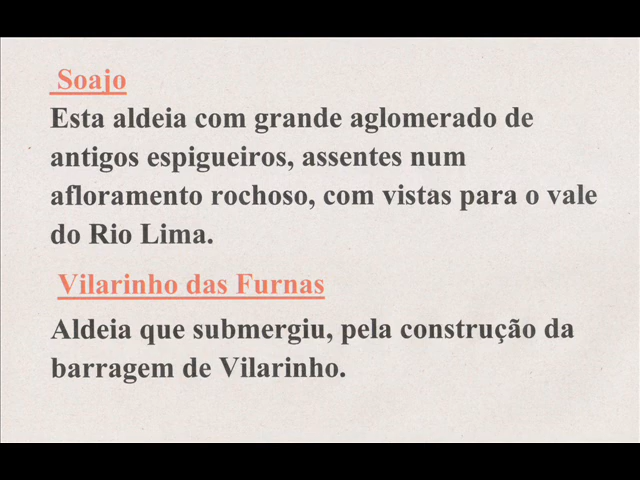 Soajo
Esta aldeia com grande aglomerado de
antigos espigueiros, assentes num
afloramento rochoso, com vistas para o vale
do Rio Lima.
Vilarinho das Furnas
Aldeia que submergiu, pela construção da
barragem de Vilarinho.